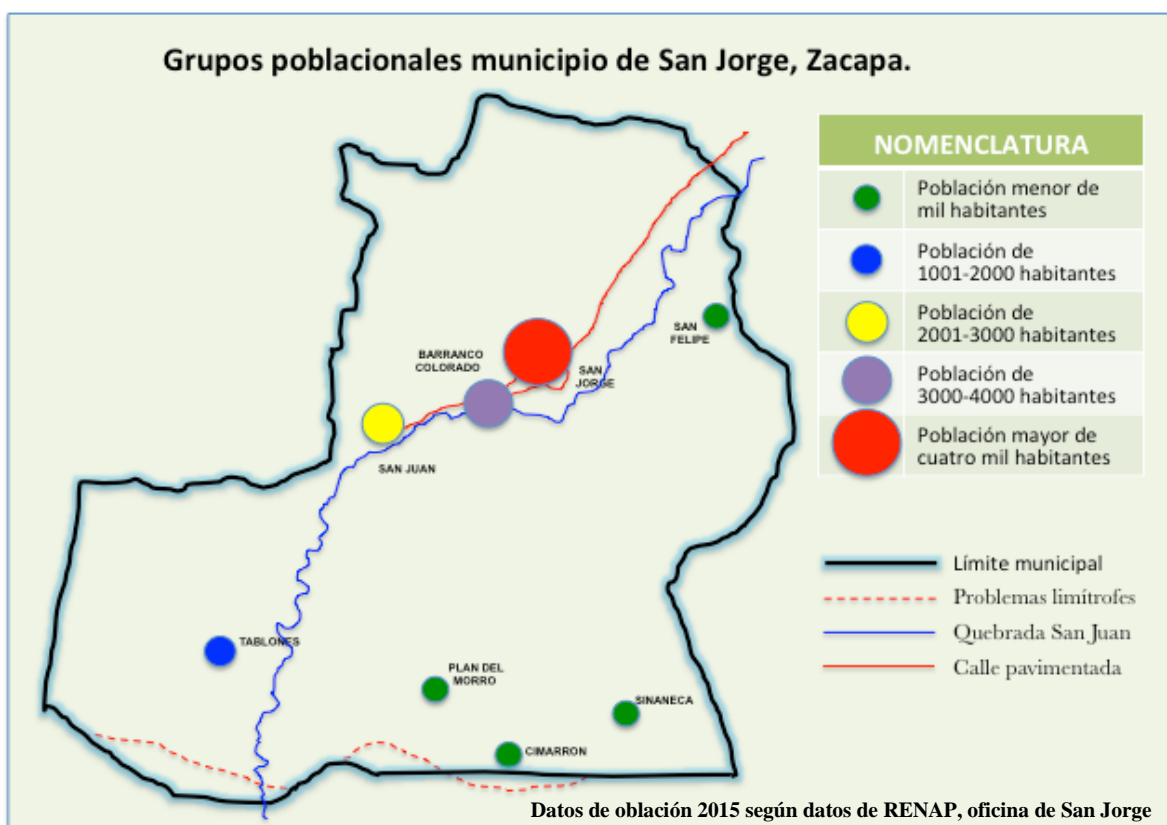 Grupos poblacionales municipio de San Jorge, Zacapa.
NOMENCLATURA
Población menor de
mil habitantes
Población de
1001-2000 habitantes
Población de
2001-3000 habitantes
Población de
3000-4000 habitantes
Población mayor de
cuatro mil habitantes
SAN
FELIPE
BARRANCO
COLORADO
SAN
JORGE
SAN JUAN
TABLONES
PLAN DEL
MORRO
SINANECA
CIMARRON
Límite municipal
Problemas limítrofes
Quebrada San Juan
Calle pavimentada
Datos de oblación 2015 según datos de RENAP, oficina de San Jorge